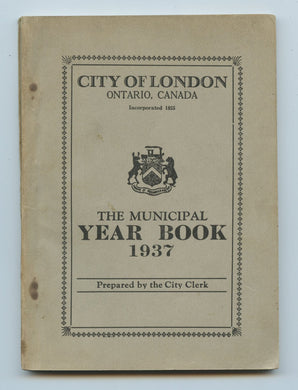 CITY OF LONDON
ONTARIO, CANADA
Incorporated 1855
THE MUNICIPAL
YEAR BOOK
1937
Prepared by the City Clerk